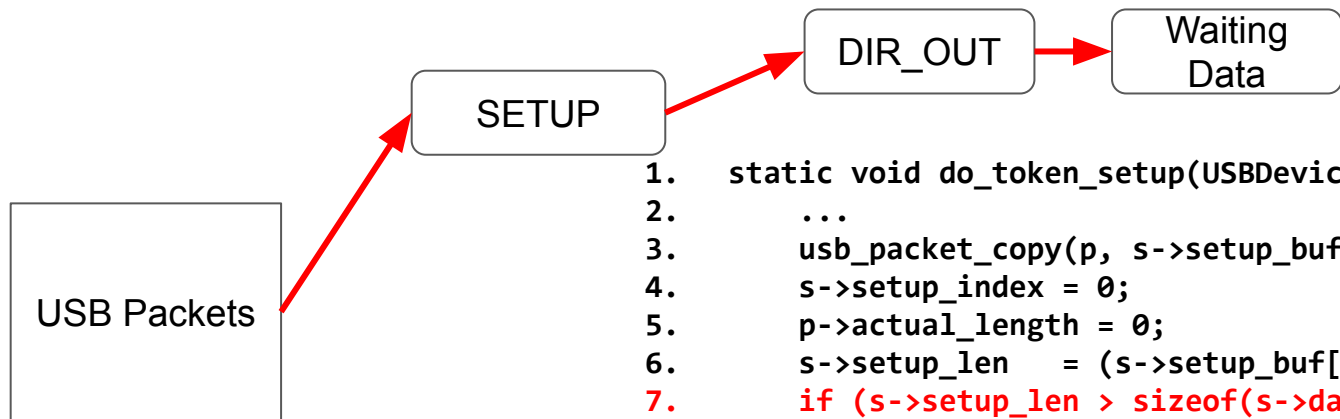 DIR_OUT
Waiting
Data
SETUP
USB Packets
1. static void do_token_setup(USBDevic
2. ...
3. usb_packet_copy(p, s->setup_buf
4. s->setup_index = 0;
5. p->actual_length = 0;
6. s->setup_len   = (s->setup_buf[
7. if (s->setup_len > sizeof(s->da